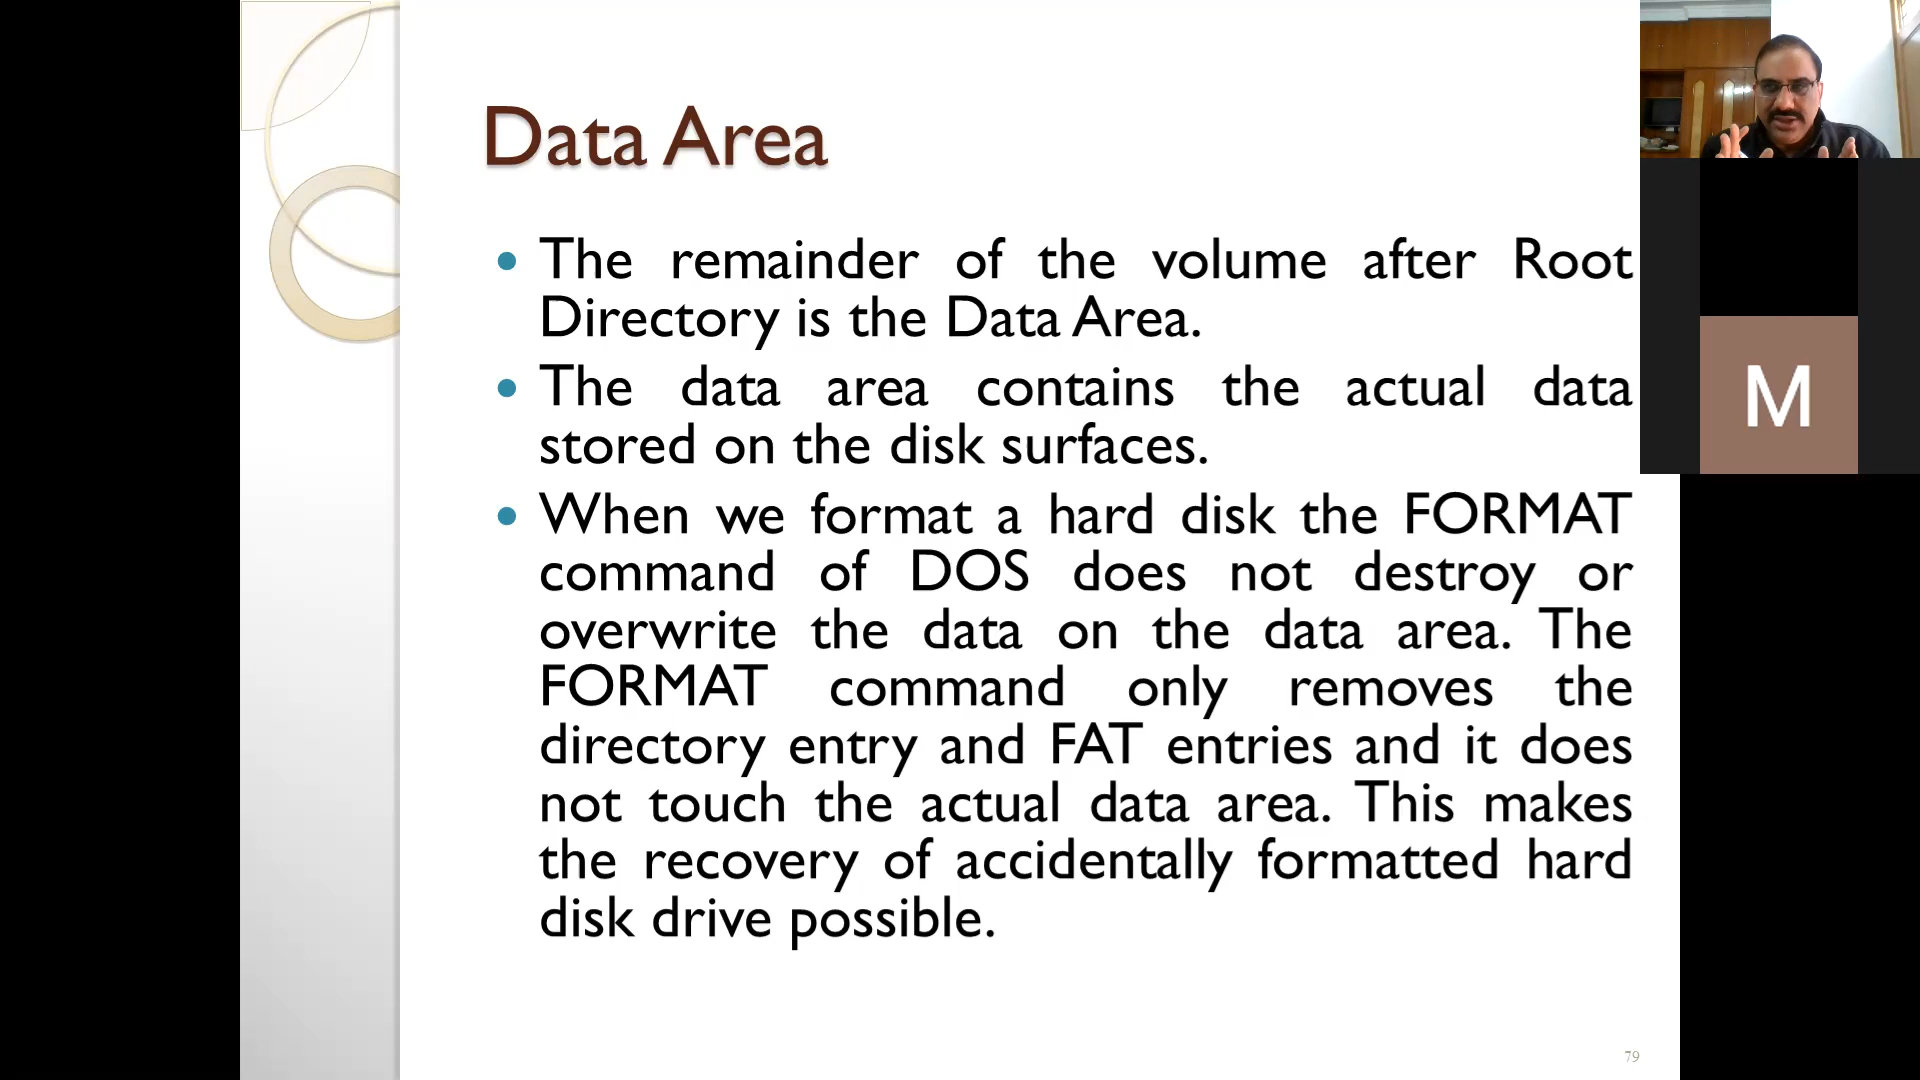 Data Area
• The remainder of the volume after Root
Directory is the Data Area.
• The data area contains the actual data
stored on the disk surfaces.
• When we format a hard disk the FORMAT
command of DOS does not destroy or
overwrite the data on the data area. The
FORMAT command only removes the
directory entry and FAT entries and it does
not touch the actual data area. This makes
the recovery of accidentally formatted hard
disk drive possible.
79
M